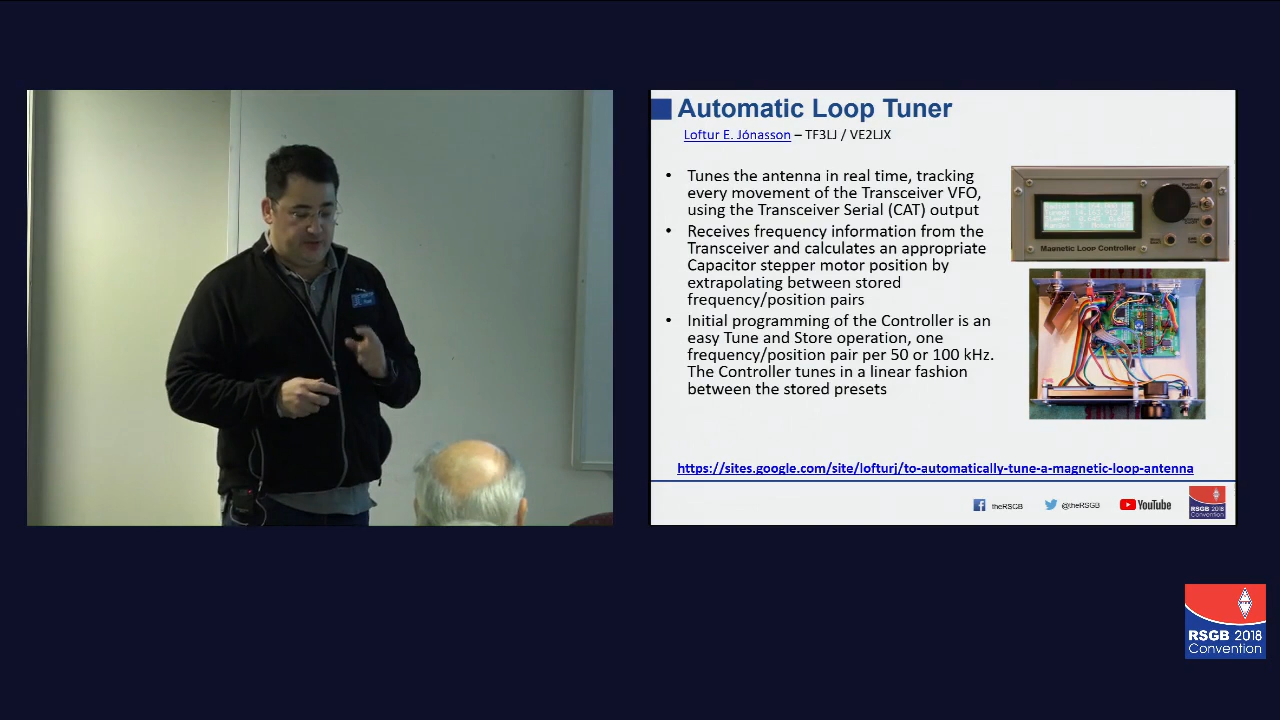 Automatic Loop Tuner
Loftur E. Jónasson – TF3LJ / VE2LJX
• Tunes the antenna in real time, tracking
every movement of the Transceiver VFO,
using the Transceiver Serial (CAT) output
• Receives frequency information from the
Transceiver and calculates an appropriate
Capacitor stepper motor position by
extrapolating between stored
frequency/position pairs
• Initial programming of the Controller is an
easy Tune and Store operation, one
frequency/position pair per 50 or 100 kHz.
The Controller tunes in a linear fashion
between the stored presets
Magnetic Loop Controller
https://sites.google.com/site/lofturj/to-automatically-tune-a-magnetic-loop-antenna
theRSGB
@theRSGB
YouTube
RSGB 2018
Convention
RSGB 2018
Convention